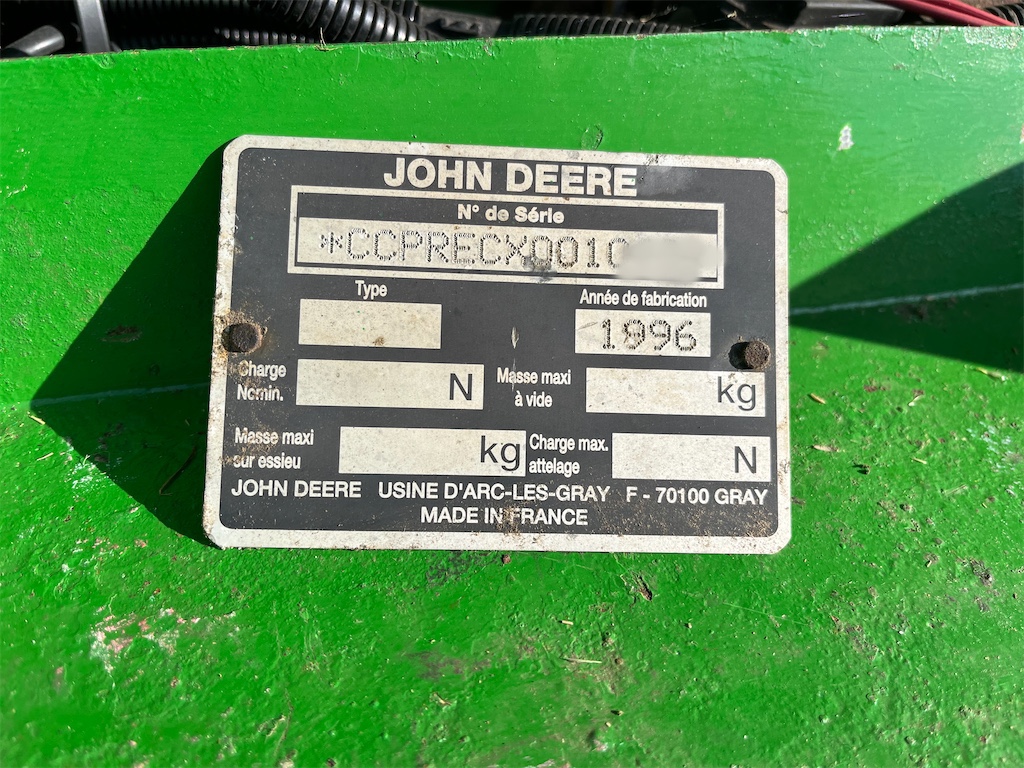 JOHN DEERE
N° de Série
*CCPRECX0010
Type
Année de fabrication
1996
Charge Nomin.
N
Masse maxi à vide
kg
Masse maxi sur essieu
kg
Charge max. attelage
N
JOHN DEERE USINE D'ARC-LES-GRAY F - 70100 GRAY
MADE IN FRANCE